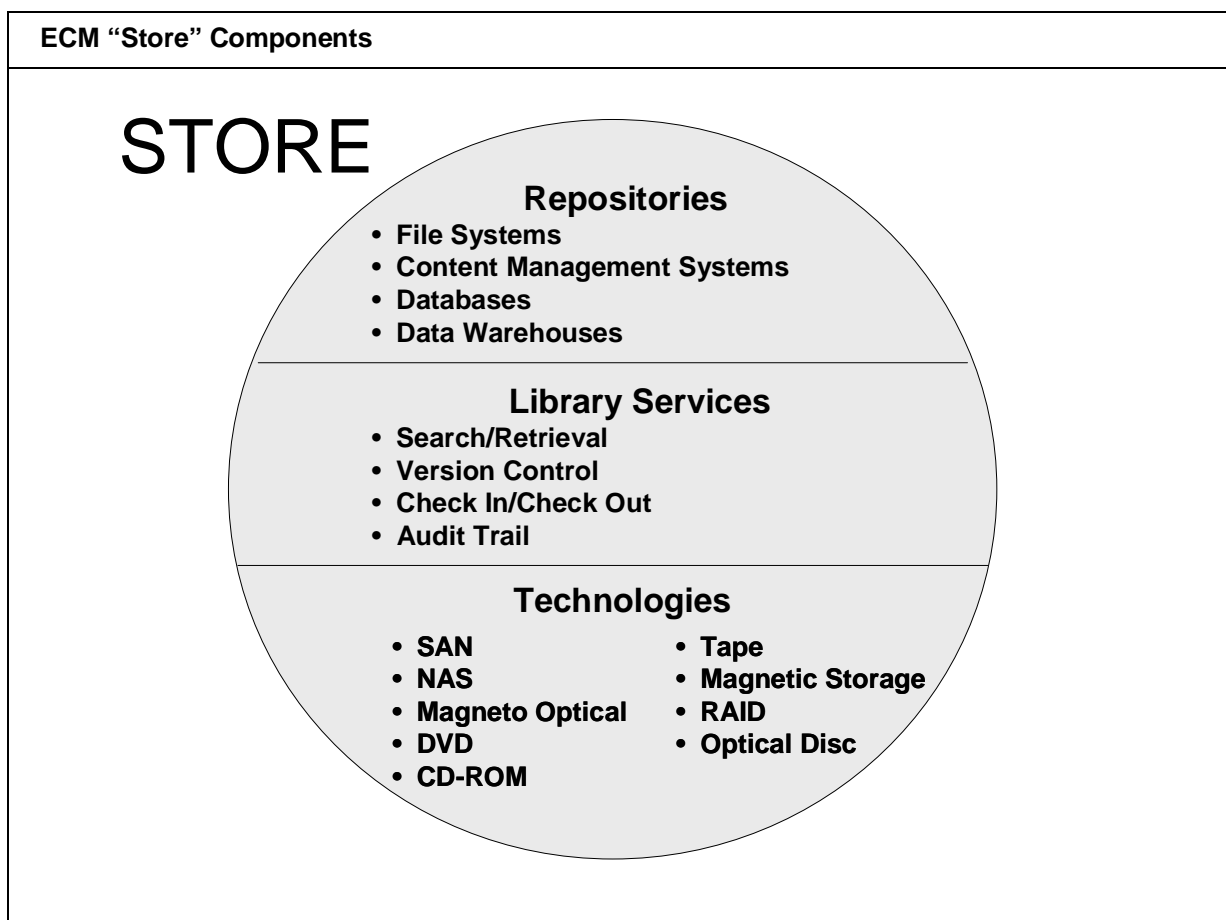 ECM “Store” Components
STORE
Repositories
• File Systems
• Content Management Systems
• Databases
• Data Warehouses
Library Services
• Search/Retrieval
• Version Control
• Check In/Check Out
• Audit Trail
Technologies
• SAN
• NAS
• Magneto Optical
• DVD
• CD-ROM
• Tape
• Magnetic Storage
• RAID
• Optical Disc